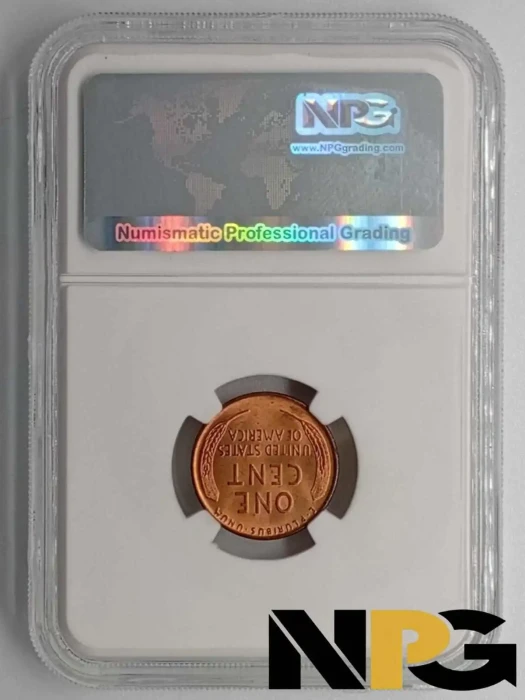 NPG
www.NPGgrading.com
Numismatic Professional Grading
E·PLURIBUS·UNUM
ONE
CENT
UNITED STATES
OF AMERICA
NPG